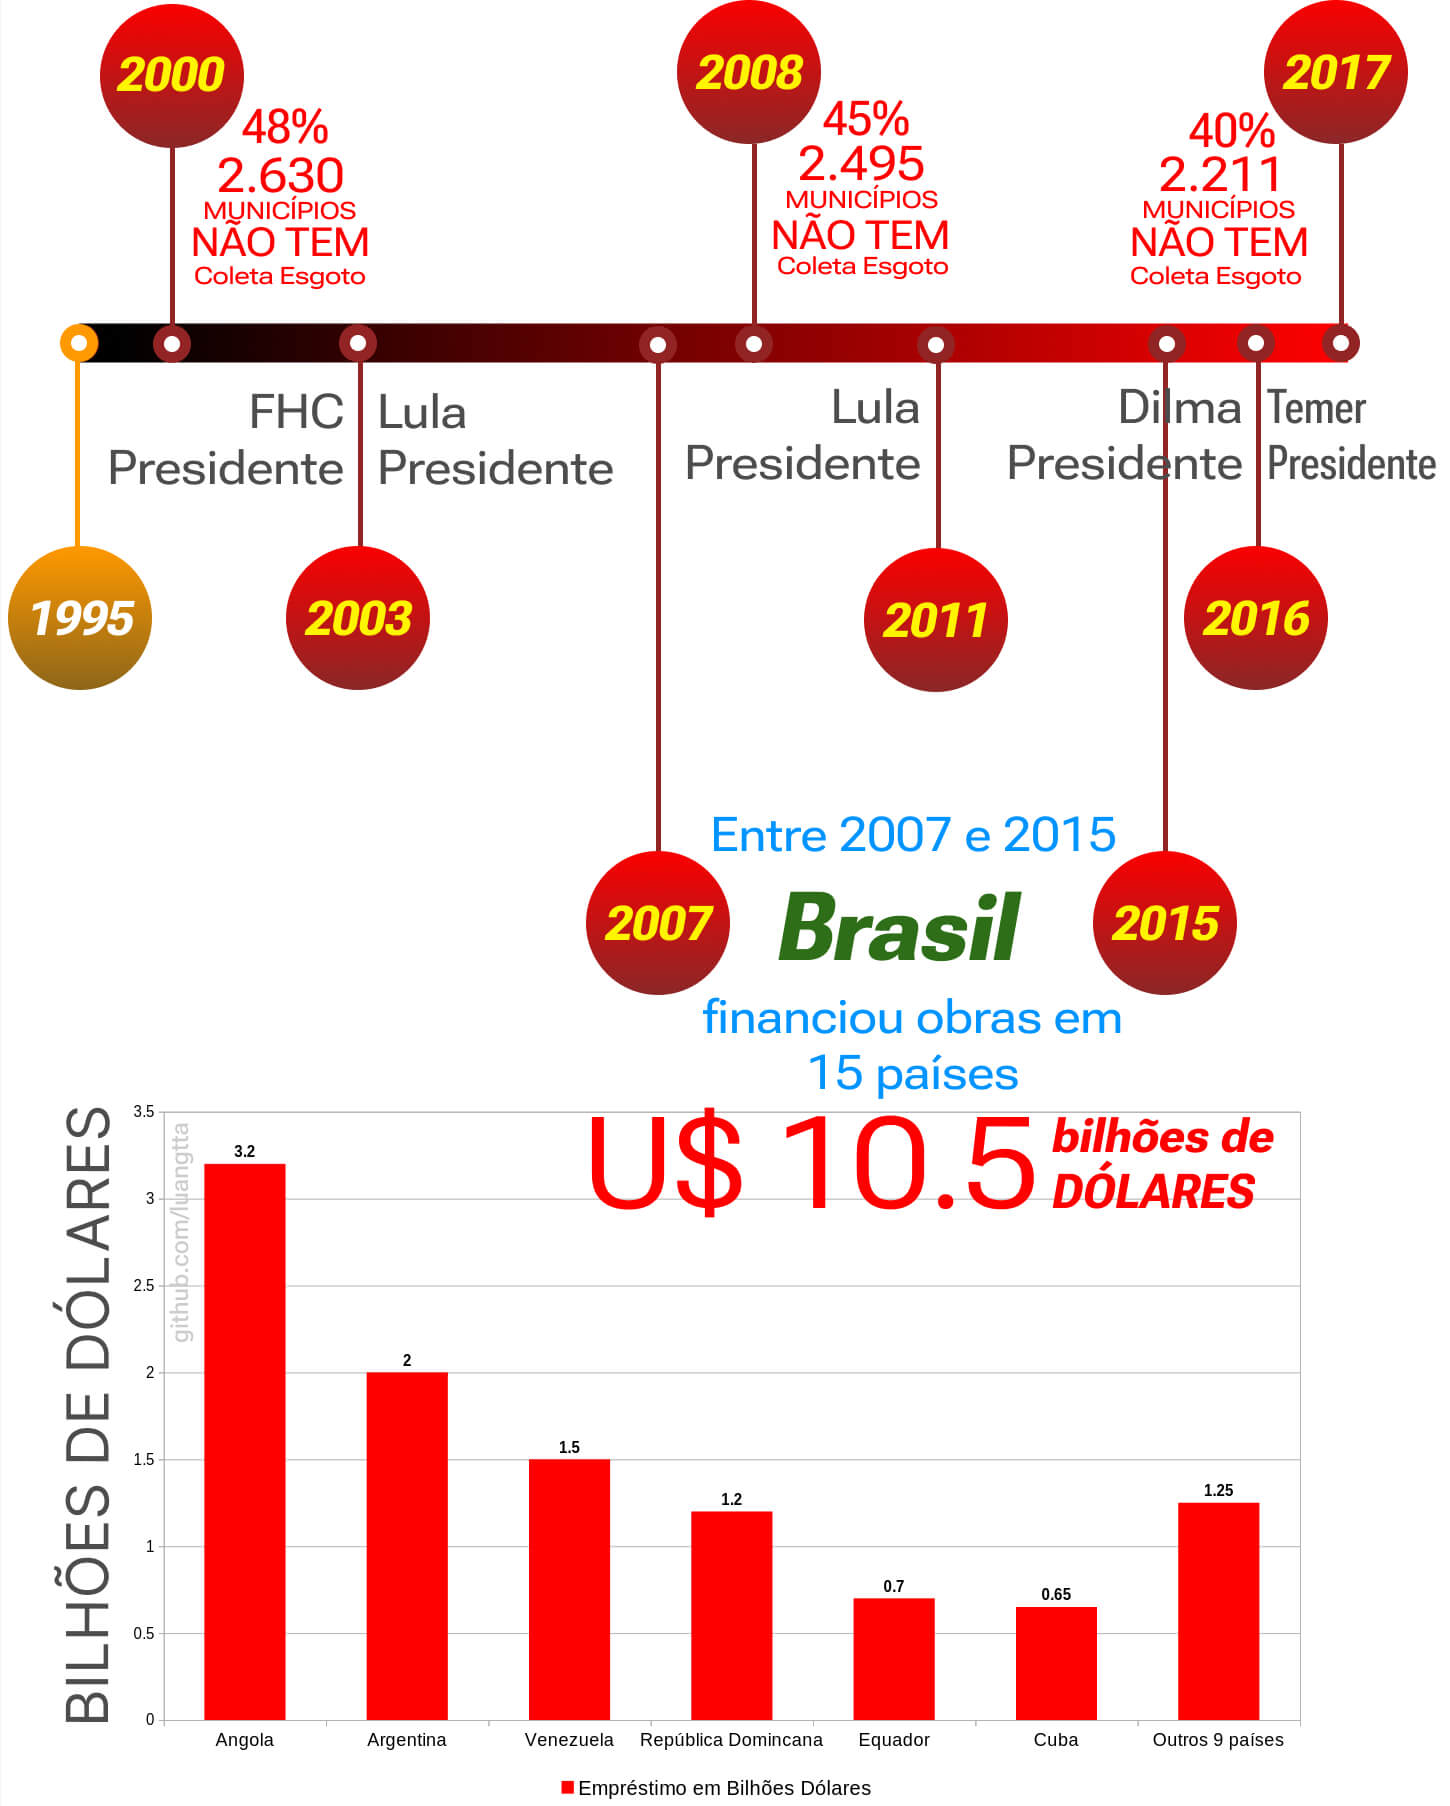 2000
48%
2.630
MUNICÍPIOS
NÃO TEM
Coleta Esgoto
2008
45%
2.495
MUNICÍPIOS
NÃO TEM
Coleta Esgoto
2017
40%
2.211
MUNICÍPIOS
NÃO TEM
Coleta Esgoto
FHC
Presidente
Lula
Presidente
Lula
Presidente
Dilma
Presidente
Temer
Presidente
1995
2003
2011
2016
Entre 2007 e 2015
2007
Brasil
2015
financiou obras em
15 países
U$ 10.5
bilhões de
DÓLARES
BILHÕES DE DÓLARES
github.com/luangtta
3.5
3
2.5
2
1.5
1
0.5
0
3.2
2
1.5
1.2
0.7
0.65
1.25
Angola
Argentina
Venezuela
República Domincana
Equador
Cuba
Outros 9 países
Empréstimo em Bilhões Dólares